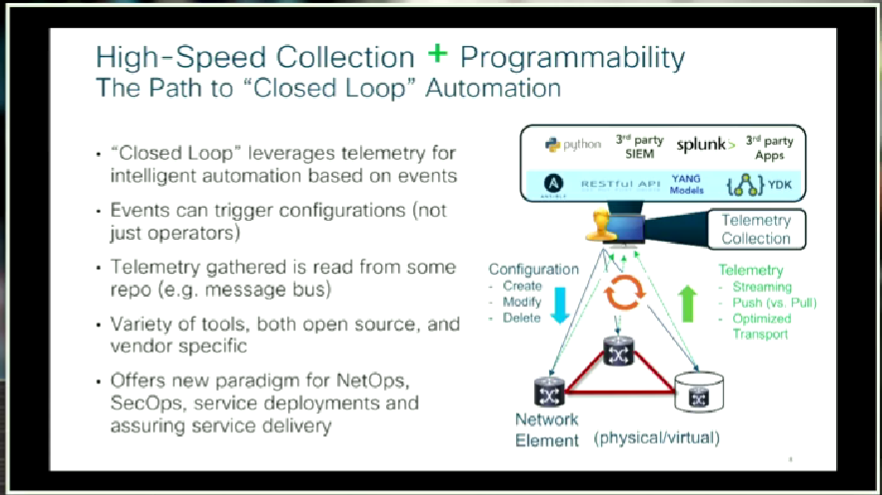 High-Speed Collection + Programmability
The Path to “Closed Loop” Automation
• “Closed Loop” leverages telemetry for
intelligent automation based on events
• Events can trigger configurations (not
just operators)
• Telemetry gathered is read from some
repo (e.g. message bus)
• Variety of tools, both open source, and
vendor specific
• Offers new paradigm for NetOps,
SecOps, service deployments and
assuring service delivery
python
3rd party
SIEM
splunk>
3rd party
Apps
A
ANSIBLE
RESTful API
YANG
Models
YDK
Telemetry
Collection
Configuration
- Create
- Modify
- Delete
Telemetry
- Streaming
- Push (vs. Pull)
- Optimized
Transport
Network
Element (physical/virtual)